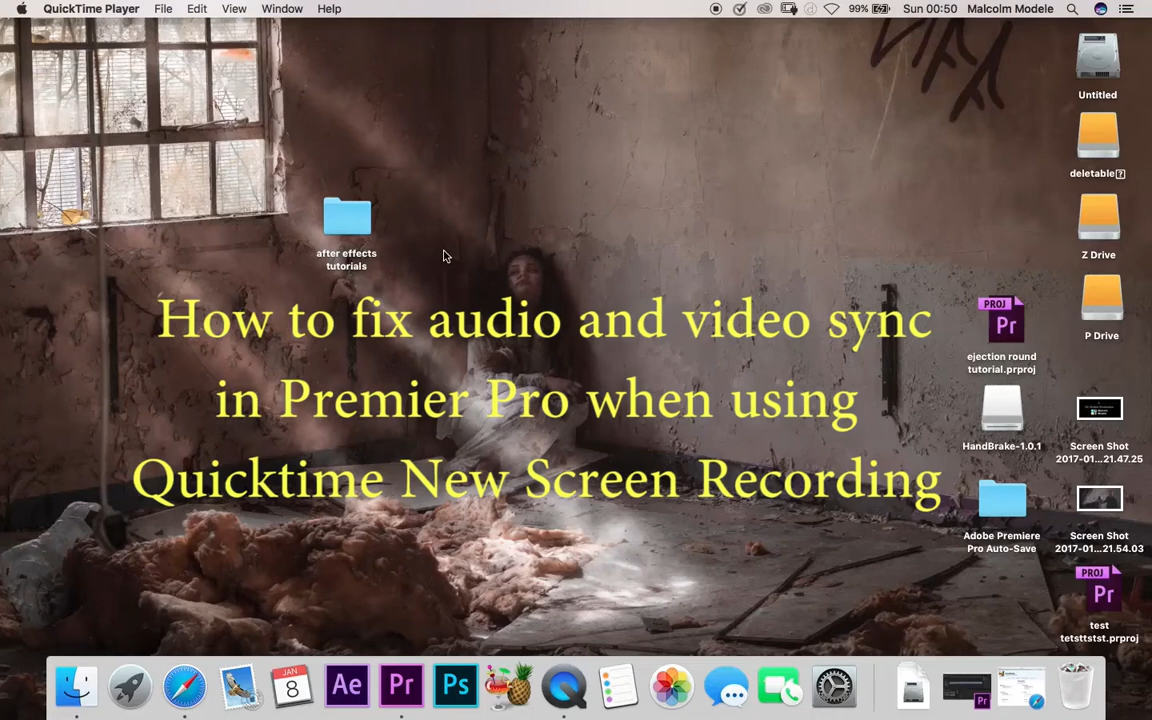 QuickTime Player File Edit View Window Help 99% Sun 00:50 Malcolm Modele
Untitled
deletable?
Z Drive
P Drive
after effects
tutorials
How to fix audio and video sync
in Premier Pro when using
Quicktime New Screen Recording
PROJ
Pr
ejection round
tutorial.prproj
HandBrake-1.0.1
Screen Shot
2017-01...21.47.25
Adobe Premiere
Pro Auto-Save
Screen Shot
2017-01...21.54.03
PROJ
Pr
test
tetsttstst.prproj
JAN
8
Ae
Pr
Ps
Pr